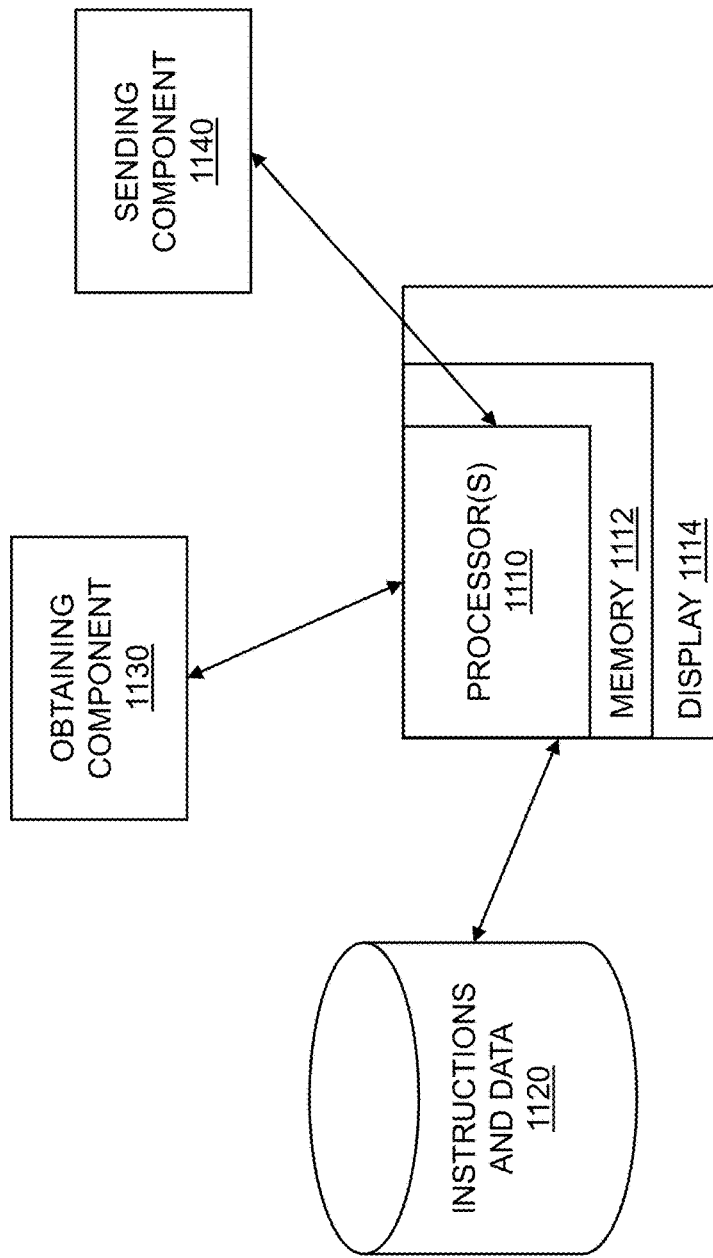 INSTRUCTIONS
AND DATA
1120
OBTAINING
COMPONENT
1130
PROCESSOR(S)
1110
MEMORY 1112
DISPLAY 1114
SENDING
COMPONENT
1140